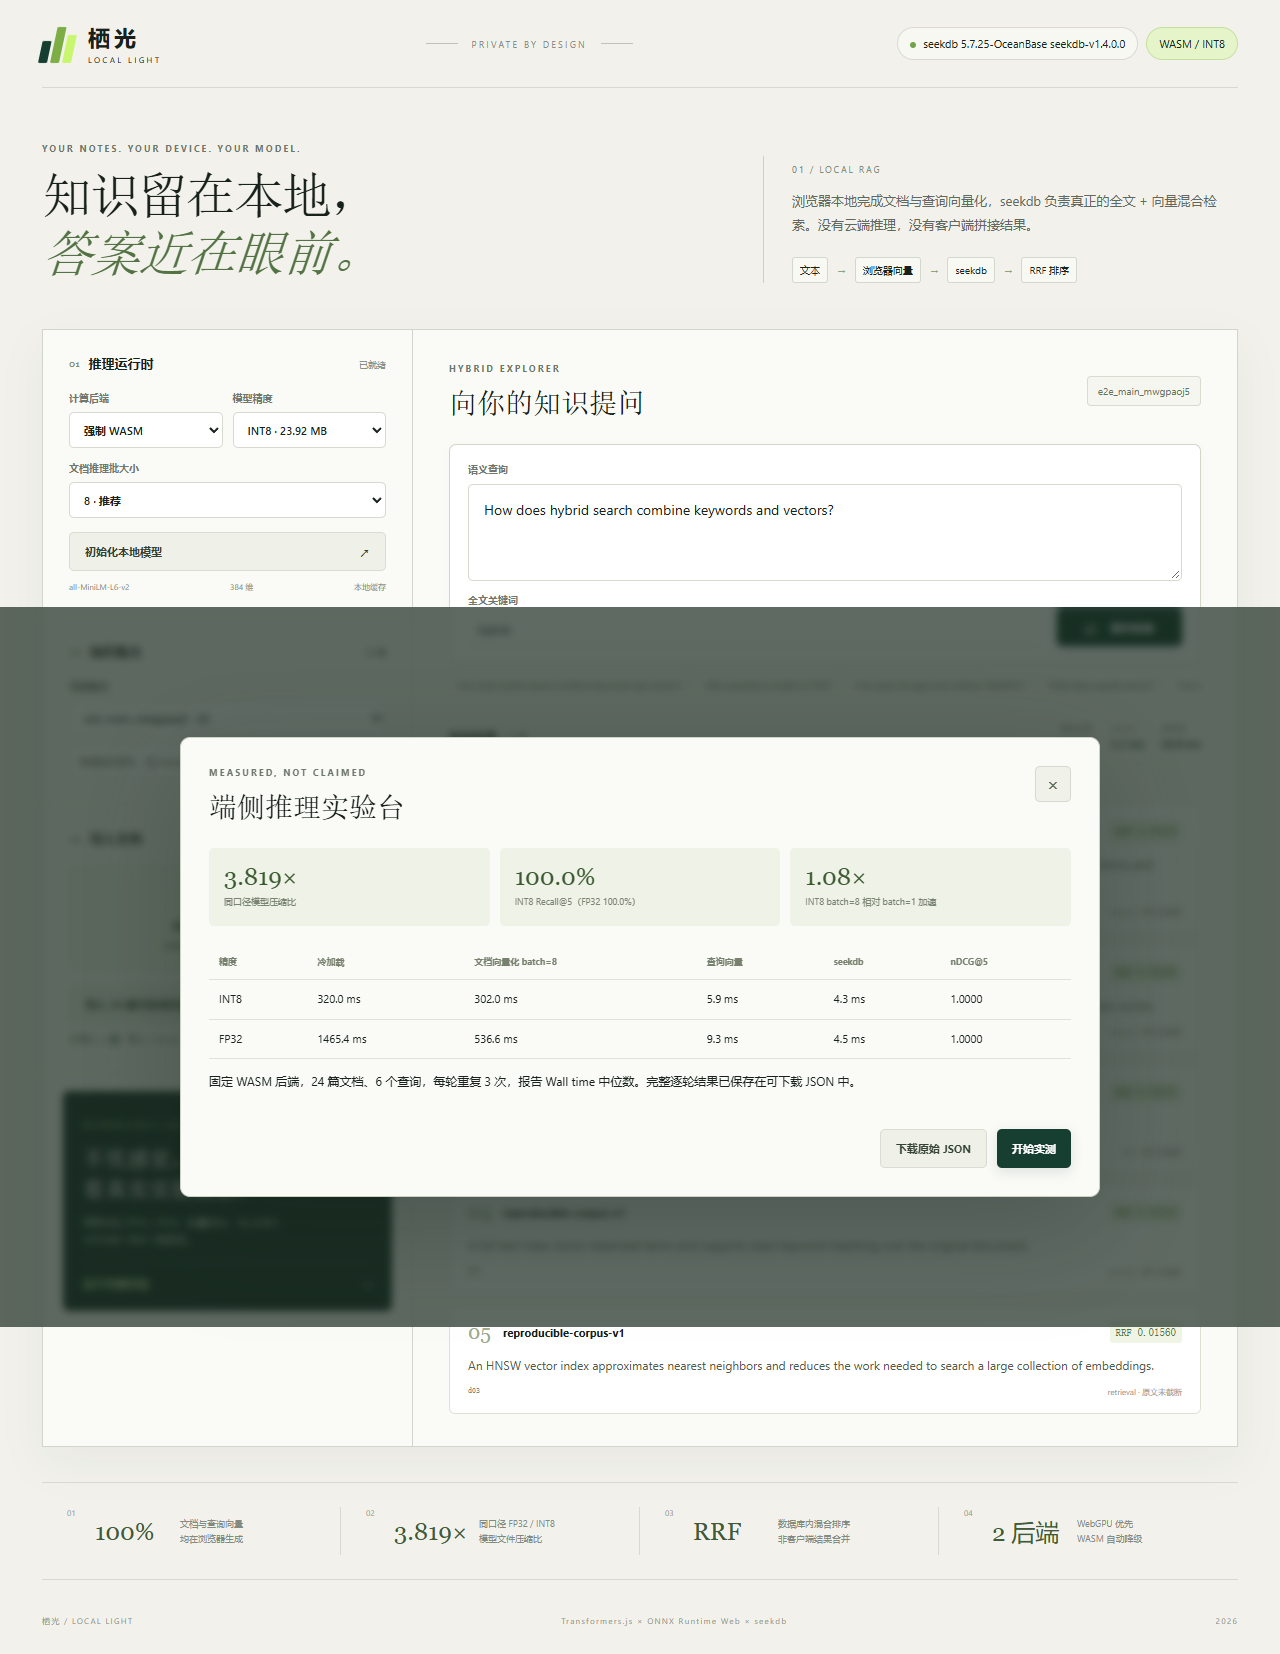 栖光
LOCAL LIGHT
PRIVATE BY DESIGN
seekdb 5.7.25-OceanBase seekdb-v1.4.0.0
WASM / INT8
YOUR NOTES. YOUR DEVICE. YOUR MODEL.
知识留在本地，
答案近在眼前。
01 / LOCAL RAG
浏览器本地完成文档与查询向量化，seekdb 负责真正的全文 + 向量混合检
索。没有云端推理，没有客户端拼接结果。
文本 → 浏览器向量 → seekdb → RRF 排序
01 推理运行时 已就绪
计算后端 模型精度
强制 WASM INT8 · 23.92 MB
文档推理批大小
8 · 推荐
初始化本地模型 ↗
all-MiniLM-L6-v2 384 维 本地缓存
HYBRID EXPLORER
向你的知识提问
e2e_main_mwgpaoj5
语义查询
How does hybrid search combine keywords and vectors?
全文关键词
MEASURED, NOT CLAIMED
端侧推理实验台
×
3.819×
同口径模型压缩比
100.0%
INT8 Recall@5（FP32 100.0%）
1.08×
INT8 batch=8 相对 batch=1 加速
精度 冷加载 文档向量化 batch=8 查询向量 seekdb nDCG@5
INT8 320.0 ms 302.0 ms 5.9 ms 4.3 ms 1.0000
FP32 1465.4 ms 536.6 ms 9.3 ms 4.5 ms 1.0000
固定 WASM 后端，24 篇文档、6 个查询，每轮重复 3 次，报告 Wall time 中位数。完整逐轮结果已保存在可下载 JSON 中。
下载原始 JSON
开始实测
05 reproducible-corpus-v1 RRF 0.01560
An HNSW vector index approximates nearest neighbors and reduces the work needed to search a large collection of embeddings.
d03 retrieval · 原文未截断
01 100% 文档与查询向量
均在浏览器生成
02 3.819× 同口径 FP32 / INT8
模型文件压缩比
03 RRF 数据库内混合排序
非客户端结果合并
04 2 后端 WebGPU 优先
WASM 自动降级
栖光 / LOCAL LIGHT
Transformers.js × ONNX Runtime Web × seekdb
2026